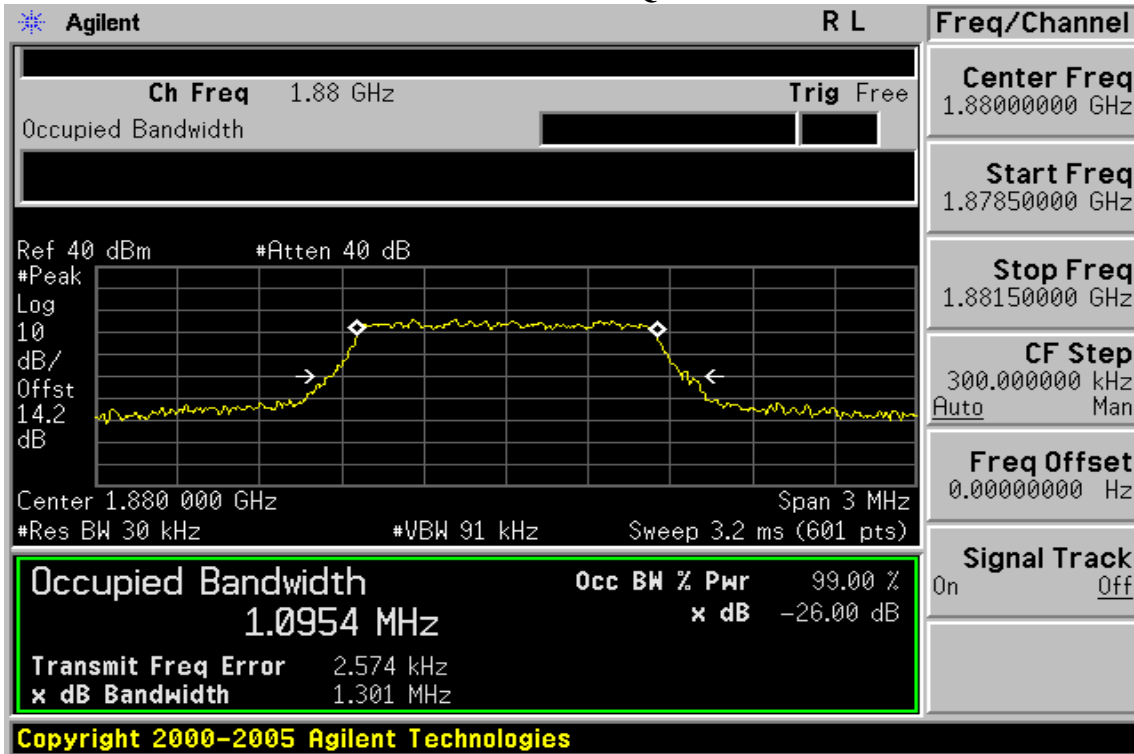 Agilent R L
Ch Freq 1.88 GHz Trig Free
Occupied Bandwidth
Ref 40 dBm #Atten 40 dB
#Peak
Log
10
dB/
Offst
14.2
dB
Center 1.880 000 GHz Span 3 MHz
#Res BW 30 kHz #VBW 91 kHz Sweep 3.2 ms (601 pts)
Occupied Bandwidth Occ BW % Pwr 99.00 %
1.0954 MHz x dB -26.00 dB
Transmit Freq Error 2.574 kHz
x dB Bandwidth 1.301 MHz
Copyright 2000-2005 Agilent Technologies
Freq/Channel
Center Freq
1.88000000 GHz
Start Freq
1.87850000 GHz
Stop Freq
1.88150000 GHz
CF Step
300.000000 kHz
Auto Man
Freq Offset
0.00000000 Hz
Signal Track
On Off